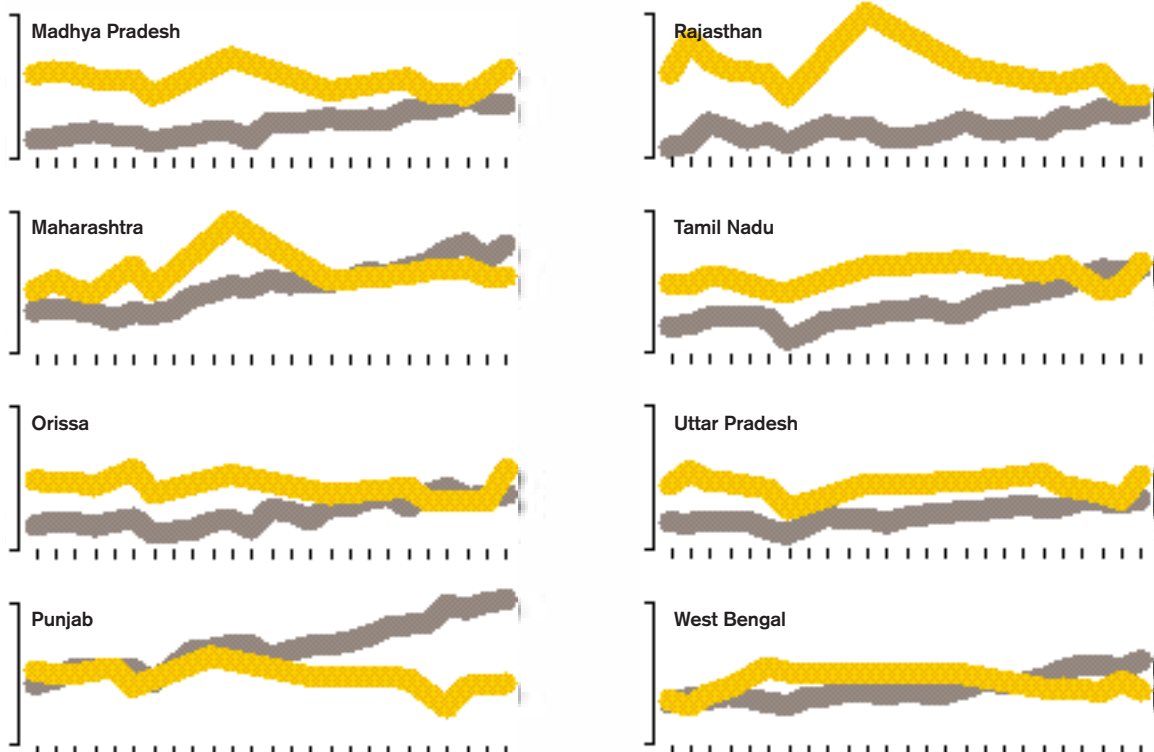 Madhya Pradesh
Rajasthan
Maharashtra
Tamil Nadu
Orissa
Uttar Pradesh
Punjab
West Bengal